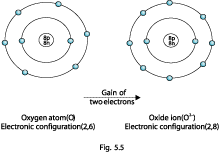 8p 8p
8n 8n
Gain of
two electrons
Oxygen atom(O) Oxide ion(O²⁻)
Electronic configuration(2,6) Electronic configuration(2,8)
Fig. 5.5